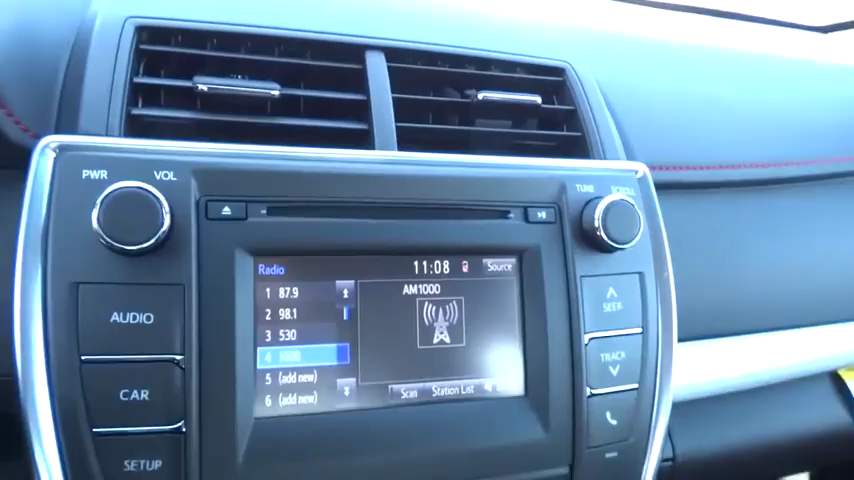 PWR
VOL
TUNE
SCROLL
Radio
11:08
Source
1 87.9
2 98.1
3 530
4 1000
5 (add new)
6 (add new)
AM1000
Scan
Station List
AUDIO
CAR
SETUP
SEEK
TRACK